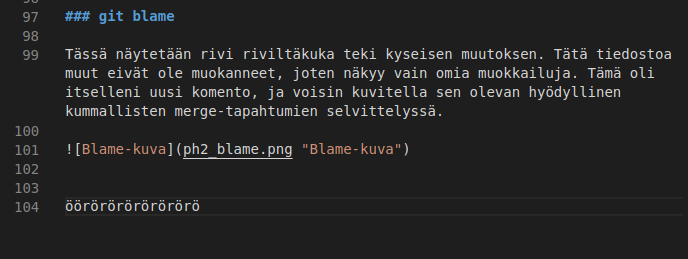 97 ### git blame
98
99 Tässä näytetään rivi riviltäkuka teki kyseisen muutoksen. Tätä tiedostoa
muut eivät ole muokanneet, joten näkyy vain omia muokkailuja. Tämä oli
itselleni uusi komento, ja voisin kuvitella sen olevan hyödyllinen
kummallisten merge-tapahtumien selvittelyssä.
100
101 ![Blame-kuva](ph2_blame.png "Blame-kuva")
102
103
104 öörörörörörörörö